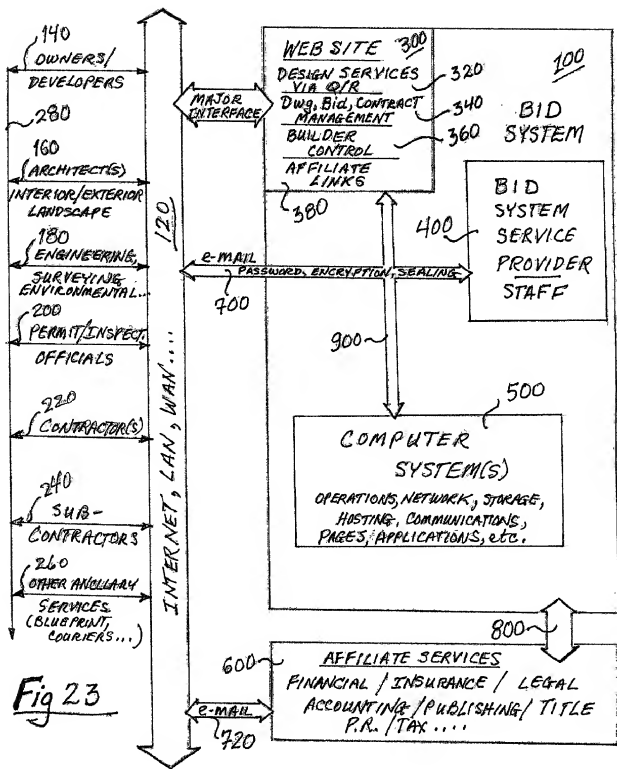 140
OWNERS/
DEVELOPERS
280
160
ARCHITECT(S)
INTERIOR/EXTERIOR
LANDSCAPE
180
ENGINEERING,
SURVEYING
ENVIRONMENTAL...
200
PERMIT/INSPECT.
OFFICIALS
220
CONTRACTOR(S)
240
SUB-
CONTRACTORS
260
OTHER ANCLLARY
SERVICES
(BLUEPRINT,
COURIERS...)
Fig 23
120
INTERNET, LAN, WAN....
MAJOR
INTERFACE
WEB SITE 300
DESIGN SERVICES
VIA Q/R
320
Dwg, Bid, CONTRACT
MANAGEMENT
340
BUILDER
CONTROL
360
AFFILIATE
LINKS
380
100
BID
SYSTEM
400
BID
SYSTEM
SERVICE
PROVIDER
STAFF
e-MAIL
PASSWORD, ENCRYPTION, SEALING
700
900
500
COMPUTER
SYSTEM(S)
OPERATIONS, NETWORK, STORAGE,
HOSTING, COMMUNICATIONS,
PAGES, APPLICATIONS, etc.
800
600
AFFILIATE SERVICES
FINANCIAL / INSURANCE / LEGAL
ACCOUNTING / PUBLISHING / TITLE
P.R. / TAX ....
e-MAIL
720